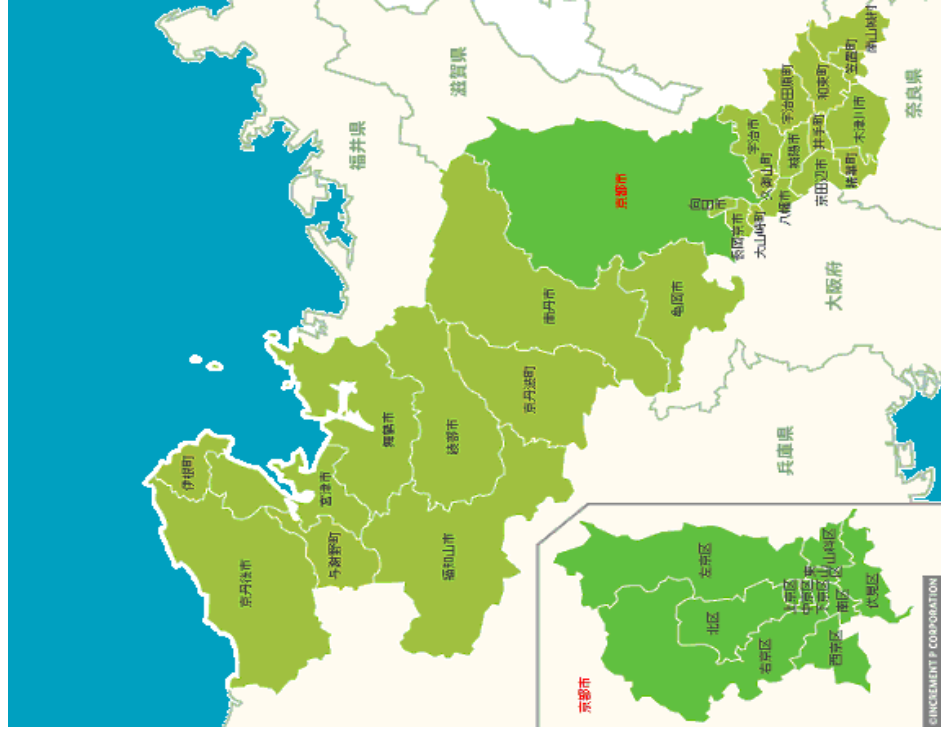 伊根町
京丹後市
宮津市
与謝野町
福井県
舞鶴市
福知山市
綾部市
滋賀県
京丹波町
南丹市
京都市
亀岡市
向日市
長岡京市
宇治市
大山崎町
久御山町
八幡市
兵庫県
宇治田原町
城陽市
井手町
京田辺市
和束町
大阪府
精華町
笠置町
木津川市
南山城村
奈良県
京都市
左京区
北区
右京区
上京区
中京区
東山区
下京区
山科区
西京区
南区
伏見区
©INCREMENT P CORPORATION